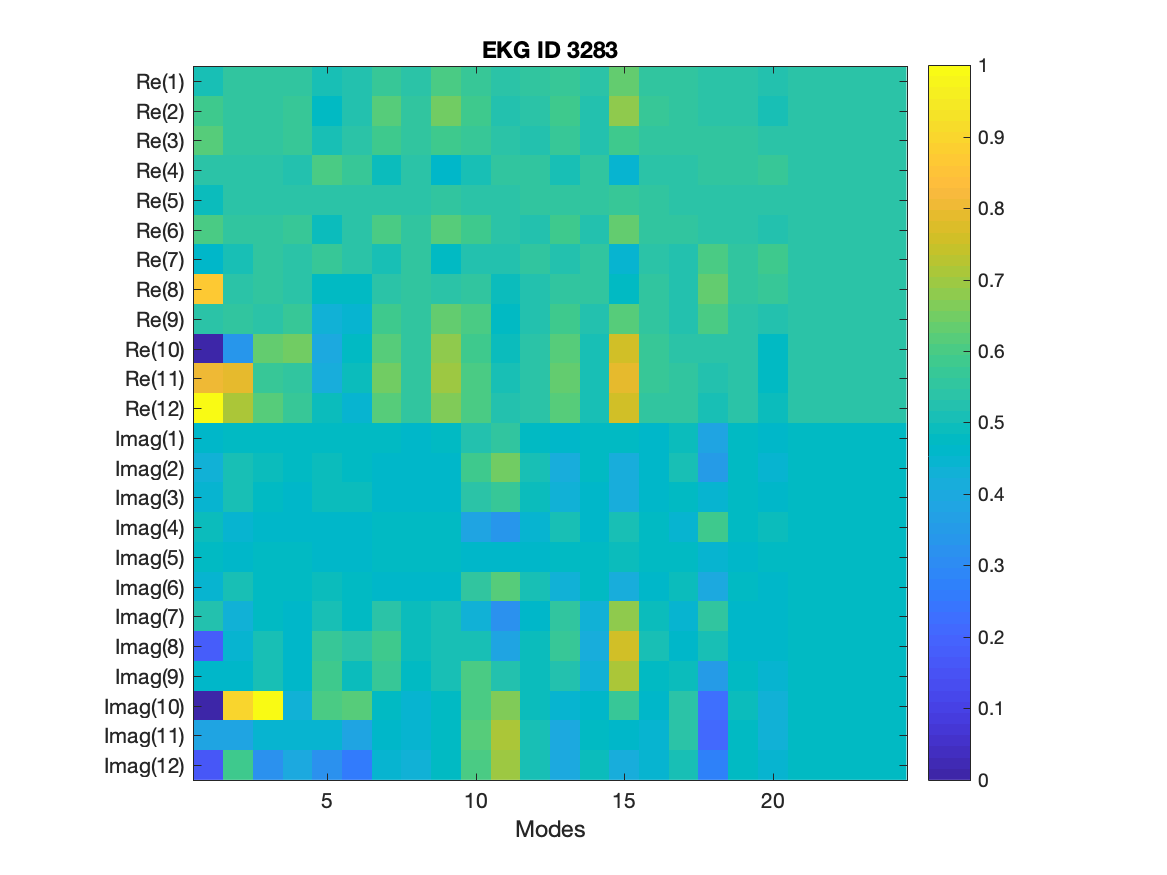 EKG ID 3283
Re(1)
Re(2)
Re(3)
Re(4)
Re(5)
Re(6)
Re(7)
Re(8)
Re(9)
Re(10)
Re(11)
Re(12)
Imag(1)
Imag(2)
Imag(3)
Imag(4)
Imag(5)
Imag(6)
Imag(7)
Imag(8)
Imag(9)
Imag(10)
Imag(11)
Imag(12)
5 10 15 20
Modes
1
0.9
0.8
0.7
0.6
0.5
0.4
0.3
0.2
0.1
0